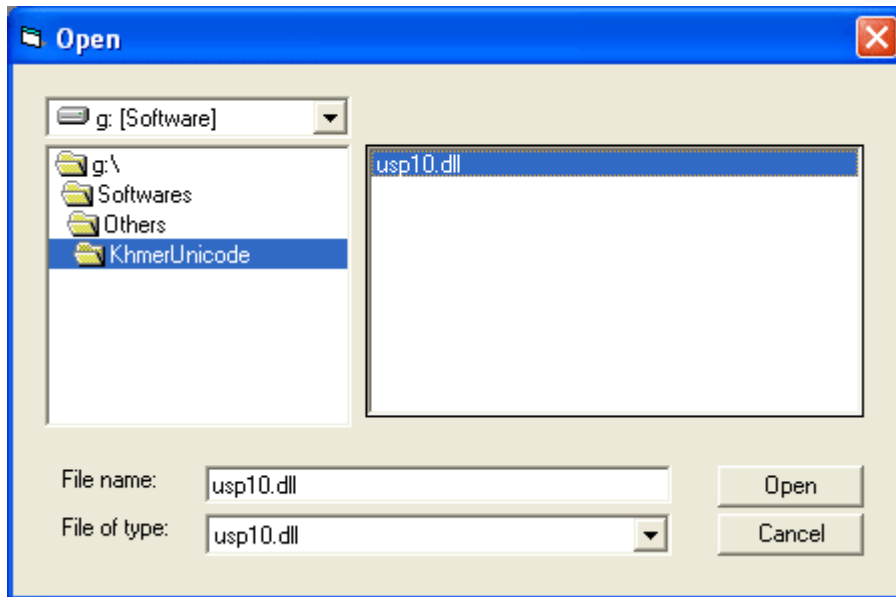 Open
g: [Software]
g:\
Softwares
Others
KhmerUnicode
usp10.dll
File name:
usp10.dll
Open
File of type:
usp10.dll
Cancel